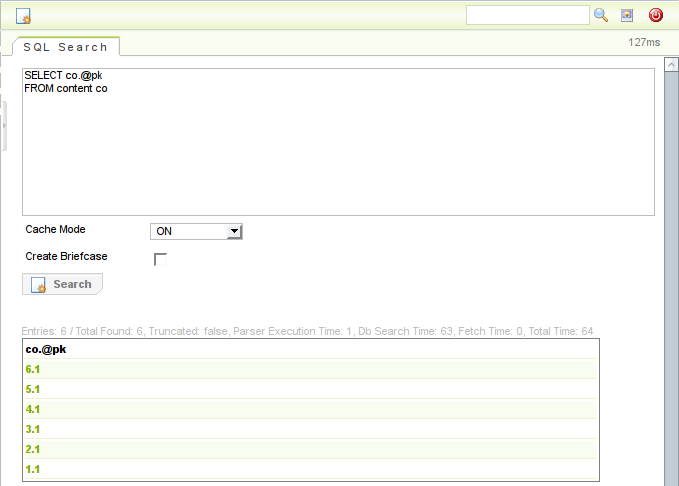 SQL Search
127ms
SELECT co.@pk
FROM content co
Cache Mode
ON
Create Briefcase
Search
Entries: 6 / Total Found: 6, Truncated: false, Parser Execution Time: 1, Db Search Time: 63, Fetch Time: 0, Total Time: 64
co.@pk
6.1
5.1
4.1
3.1
2.1
1.1